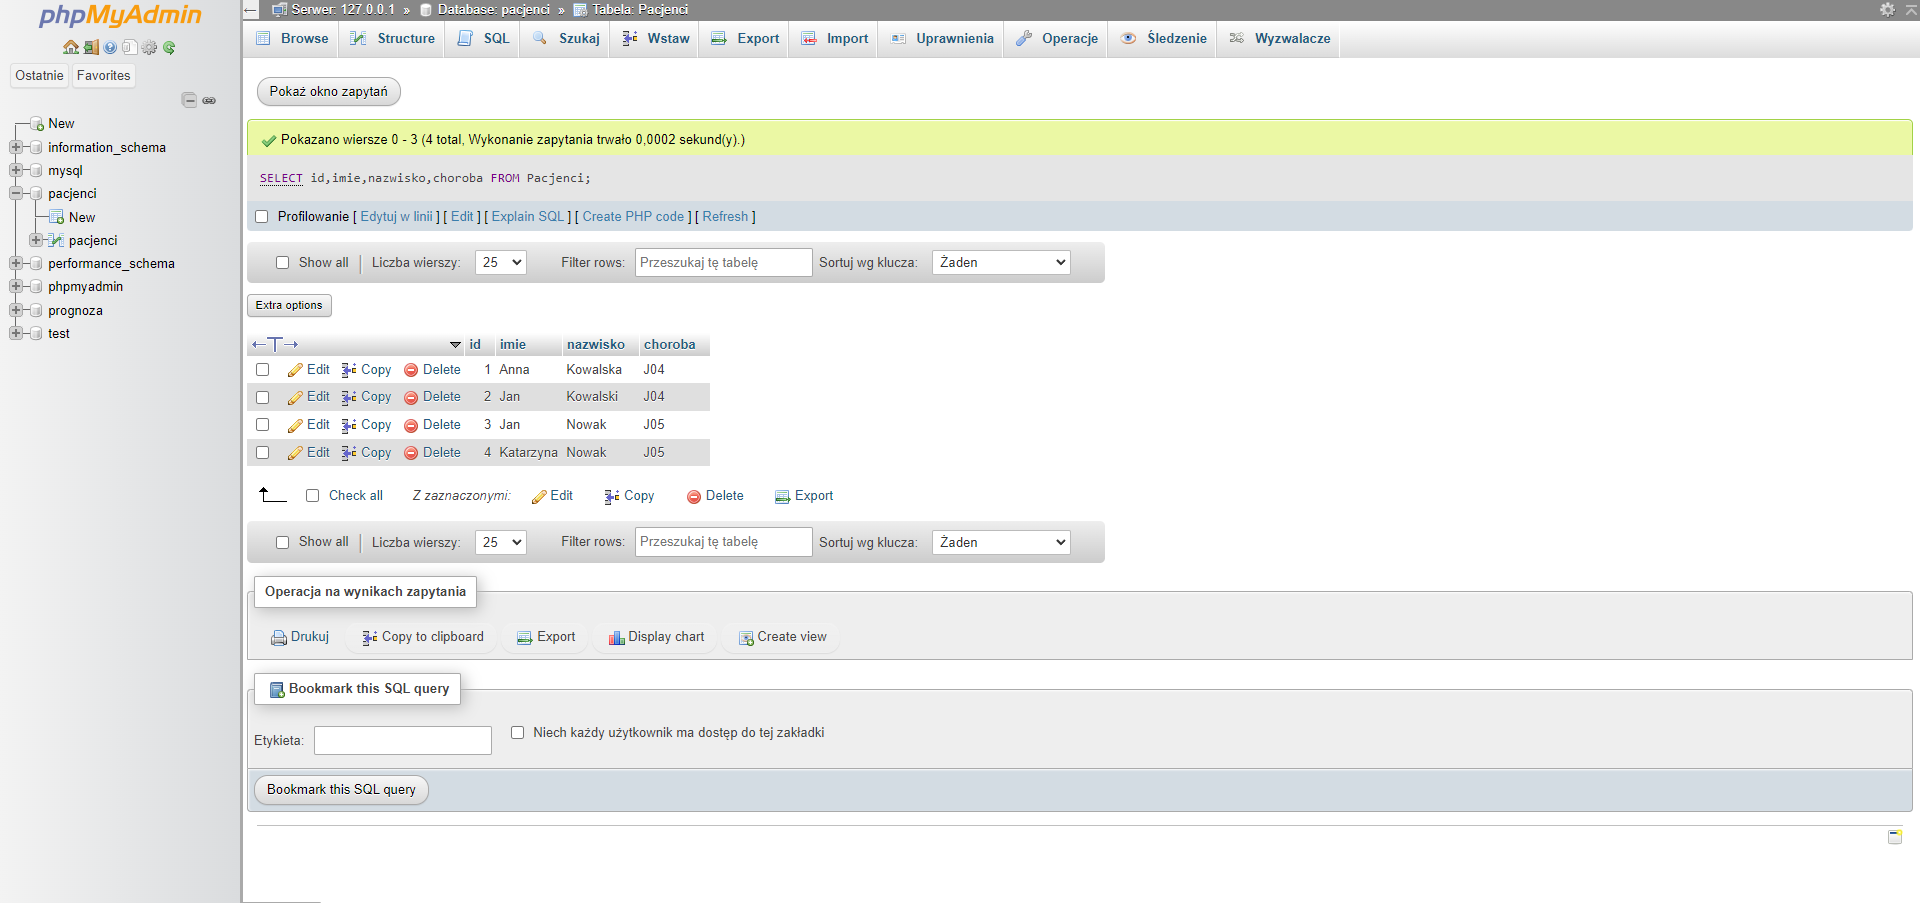 phpMyAdmin
Ostatnie Favorites
New
information_schema
mysql
pacjenci
New
pacjenci
performance_schema
phpmyadmin
prognoza
test
Serwer: 127.0.0.1 » Database: pacjenci » Tabela: Pacjenci
Browse Structure SQL Szukaj Wstaw Export Import Uprawnienia Operacje Śledzenie Wyzwalacze
Pokaż okno zapytań
Pokazano wiersze 0 - 3 (4 total, Wykonanie zapytania trwało 0,0002 sekund(y).)
SELECT id,imie,nazwisko,choroba FROM Pacjenci;
Profilowanie [ Edytuj w linii ] [ Edit ] [ Explain SQL ] [ Create PHP code ] [ Refresh ]
Show all | Liczba wierszy: 25 Filter rows: Przeszukaj tę tabelę Sortuj wg klucza: Żaden
Extra options
←T→ id imie nazwisko choroba
Edit Copy Delete 1 Anna Kowalska J04
Edit Copy Delete 2 Jan Kowalski J04
Edit Copy Delete 3 Jan Nowak J05
Edit Copy Delete 4 Katarzyna Nowak J05
Check all Z zaznaczonymi: Edit Copy Delete Export
Show all | Liczba wierszy: 25 Filter rows: Przeszukaj tę tabelę Sortuj wg klucza: Żaden
Operacja na wynikach zapytania
Drukuj Copy to clipboard Export Display chart Create view
Bookmark this SQL query
Etykieta: Niech każdy użytkownik ma dostęp do tej zakładki
Bookmark this SQL query